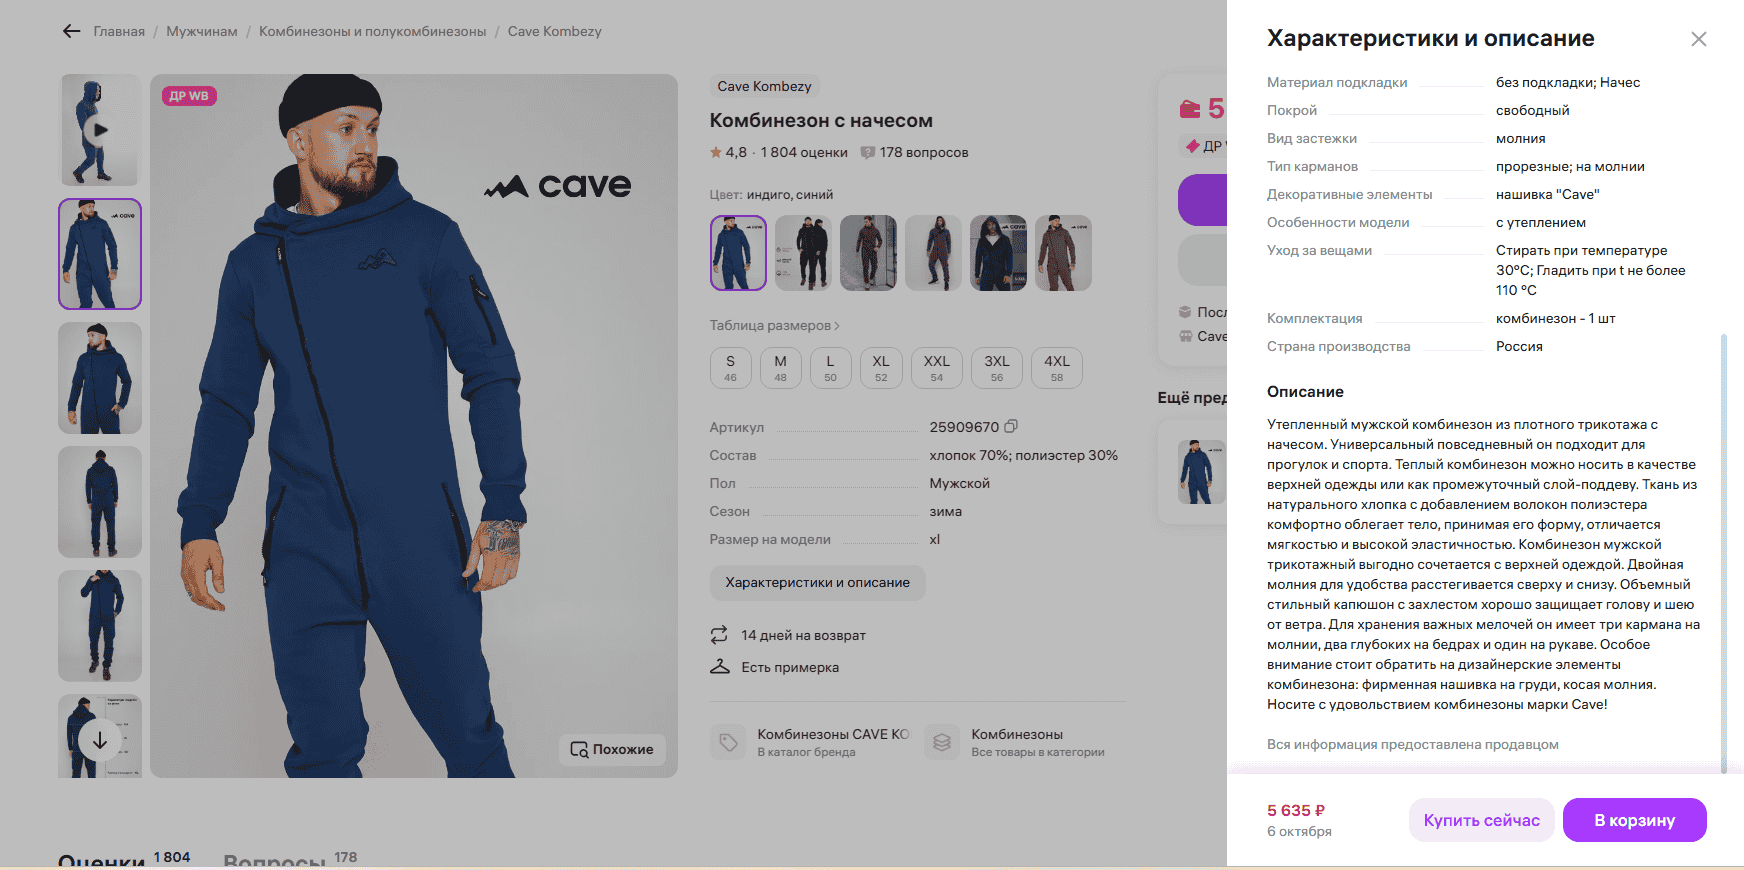 Главная / Мужчинам / Комбинезоны и полукомбинезоны / Cave Kombezy
ДР WB
cave
Похожие
Cave Kombezy
Комбинезон с начесом
4,8 · 1 804 оценки 178 вопросов
Цвет: индиго, синий
Таблица размеров
S M L XL XXL 3XL 4XL
46 48 50 52 54 56 58
Артикул 25909670
Состав хлопок 70%; полиэстер 30%
Пол Мужской
Сезон зима
Размер на модели xl
Характеристики и описание
14 дней на возврат
Есть примерка
Комбинезоны CAVE KO
В каталог бренда
Комбинезоны
Все товары в категории
5
ДР
Cave
Оценки 1 804 Вопросы 178
Характеристики и описание
Материал подкладки без подкладки; Начес
Покрой свободный
Вид застежки молния
Тип карманов прорезные; на молнии
Декоративные элементы нашивка "Cave"
Особенности модели с утеплением
Уход за вещами Стирать при температуре
30°C; Гладить при t не более
110 °C
Комплектация комбинезон - 1 шт
Страна производства Россия
Описание
Утепленный мужской комбинезон из плотного трикотажа с
начесом. Универсальный повседневный он подходит для
прогулок и спорта. Теплый комбинезон можно носить в качестве
верхней одежды или как промежуточный слой-поддеву. Ткань из
натурального хлопка с добавлением волокон полиэстера
комфортно облегает тело, принимая его форму, отличается
мягкостью и высокой эластичностью. Комбинезон мужской
трикотажный выгодно сочетается с верхней одеждой. Двойная
молния для удобства расстегивается сверху и снизу. Объемный
стильный капюшон с захлестом хорошо защищает голову и шею
от ветра. Для хранения важных мелочей он имеет три кармана на
молнии, два глубоких на бедрах и один на рукаве. Особое
внимание стоит обратить на дизайнерские элементы
комбинезона: фирменная нашивка на груди, косая молния.
Носите с удовольствием комбинезоны марки Cave!
Вся информация предоставлена продавцом
5 635 ₽
6 октября
Купить сейчас
В корзину